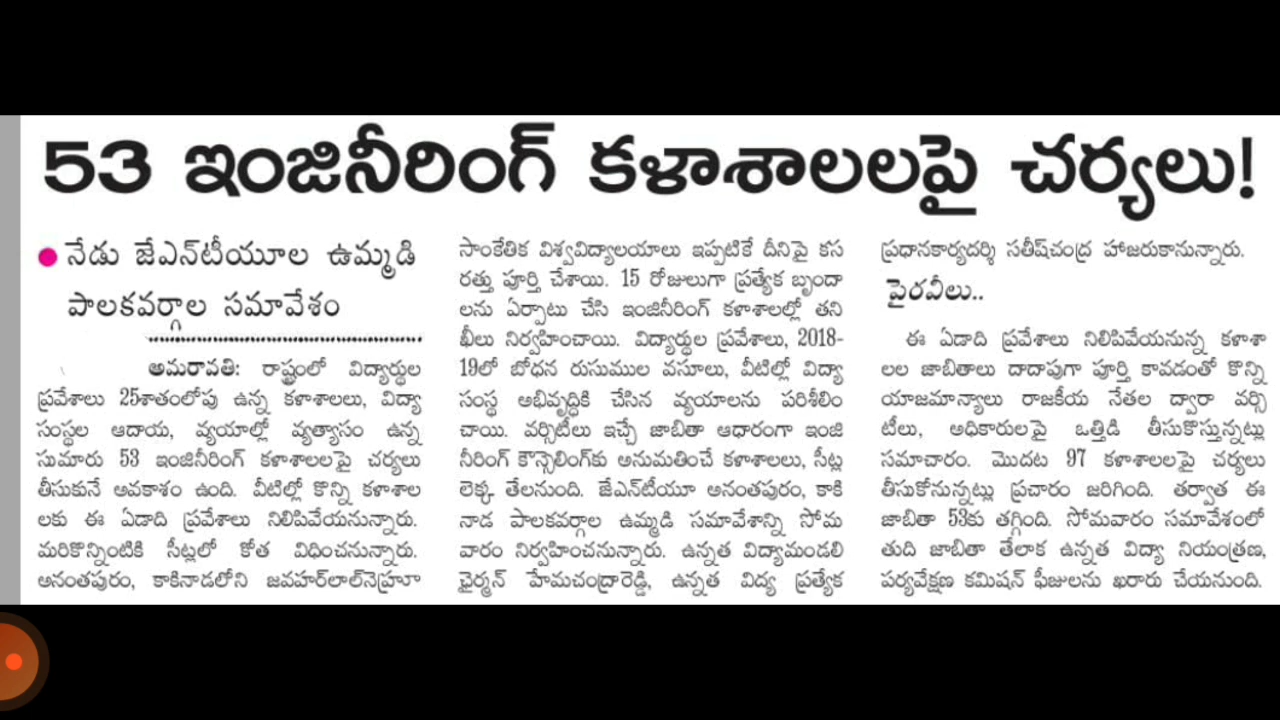 53 ఇంజినీరింగ్ కళాశాలలపై చర్యలు!
● నేడు జేఎన్‌టీయూల ఉమ్మడి
పాలకవర్గాల సమావేశం
అమరావతి: రాష్ట్రంలో విద్యార్థుల
ప్రవేశాలు 25శాతంలోపు ఉన్న కళాశాలలు, విద్యా
సంస్థల ఆదాయ, వ్యయాల్లో వ్యత్యాసం ఉన్న
సుమారు 53 ఇంజినీరింగ్ కళాశాలలపై చర్యలు
తీసుకునే అవకాశం ఉంది. వీటిల్లో కొన్ని కళాశాల
లకు ఈ ఏడాది ప్రవేశాలు నిలిపివేయనున్నారు.
మరికొన్నింటికి సీట్లలో కోత విధించనున్నారు.
అనంతపురం, కాకినాడలోని జవహర్‌లాల్‌నెహ్రూ
సాంకేతిక విశ్వవిద్యాలయాలు ఇప్పటికే దీనిపై కస
రత్తు పూర్తి చేశాయి. 15 రోజులుగా ప్రత్యేక బృందా
లను ఏర్పాటు చేసి ఇంజినీరింగ్ కళాశాలల్లో తని
ఖీలు నిర్వహించాయి. విద్యార్థుల ప్రవేశాలు, 2018-
19లో బోధన రుసుముల వసూలు, వీటిల్లో విద్యా
సంస్థ అభివృద్ధికి చేసిన వ్యయాలను పరిశీలిం
చాయి. వర్సిటీలు ఇచ్చే జాబితా ఆధారంగా ఇంజి
నీరింగ్ కౌన్సెలింగ్‌కు అనుమతించే కళాశాలలు, సీట్ల
లెక్క తేలనుంది. జేఎన్‌టీయూ అనంతపురం, కాకి
నాడ పాలకవర్గాల ఉమ్మడి సమావేశాన్ని సోమ
వారం నిర్వహించనున్నారు. ఉన్నత విద్యామండలి
ఛైర్మన్ హేమచంద్రారెడ్డి, ఉన్నత విద్య ప్రత్యేక
ప్రధానకార్యదర్శి సతీష్‌చంద్ర హాజరుకానున్నారు.
పైరవీలు..
ఈ ఏడాది ప్రవేశాలు నిలిపివేయనున్న కళాశా
లల జాబితాలు దాదాపుగా పూర్తి కావడంతో కొన్ని
యాజమాన్యాలు రాజకీయ నేతల ద్వారా వర్సి
టీలు, అధికారులపై ఒత్తిడి తీసుకొస్తున్నట్లు
సమాచారం. మొదట 97 కళాశాలలపై చర్యలు
తీసుకోనున్నట్లు ప్రచారం జరిగింది. తర్వాత ఈ
జాబితా 53కు తగ్గింది. సోమవారం సమావేశంలో
తుది జాబితా తేలాక ఉన్నత విద్యా నియంత్రణ,
పర్యవేక్షణ కమిషన్ ఫీజులను ఖరారు చేయనుంది.